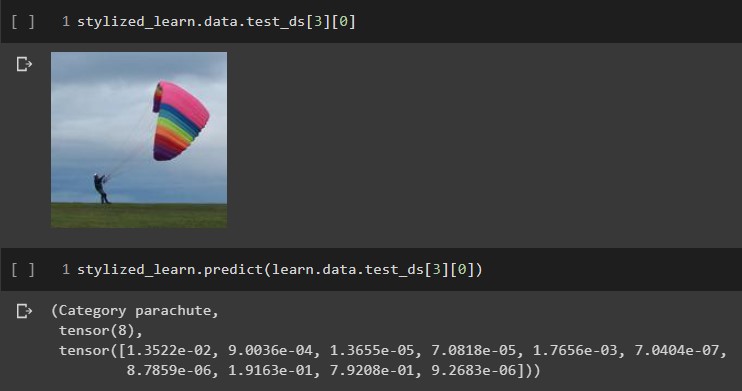 [ ] 1 stylized_learn.data.test_ds[3][0]
[ ] 1 stylized_learn.predict(learn.data.test_ds[3][0])
(Category parachute,
tensor(8),
tensor([1.3522e-02, 9.0036e-04, 1.3655e-05, 7.0818e-05, 1.7656e-03, 7.0404e-07,
8.7859e-06, 1.9163e-01, 7.9208e-01, 9.2683e-06]))